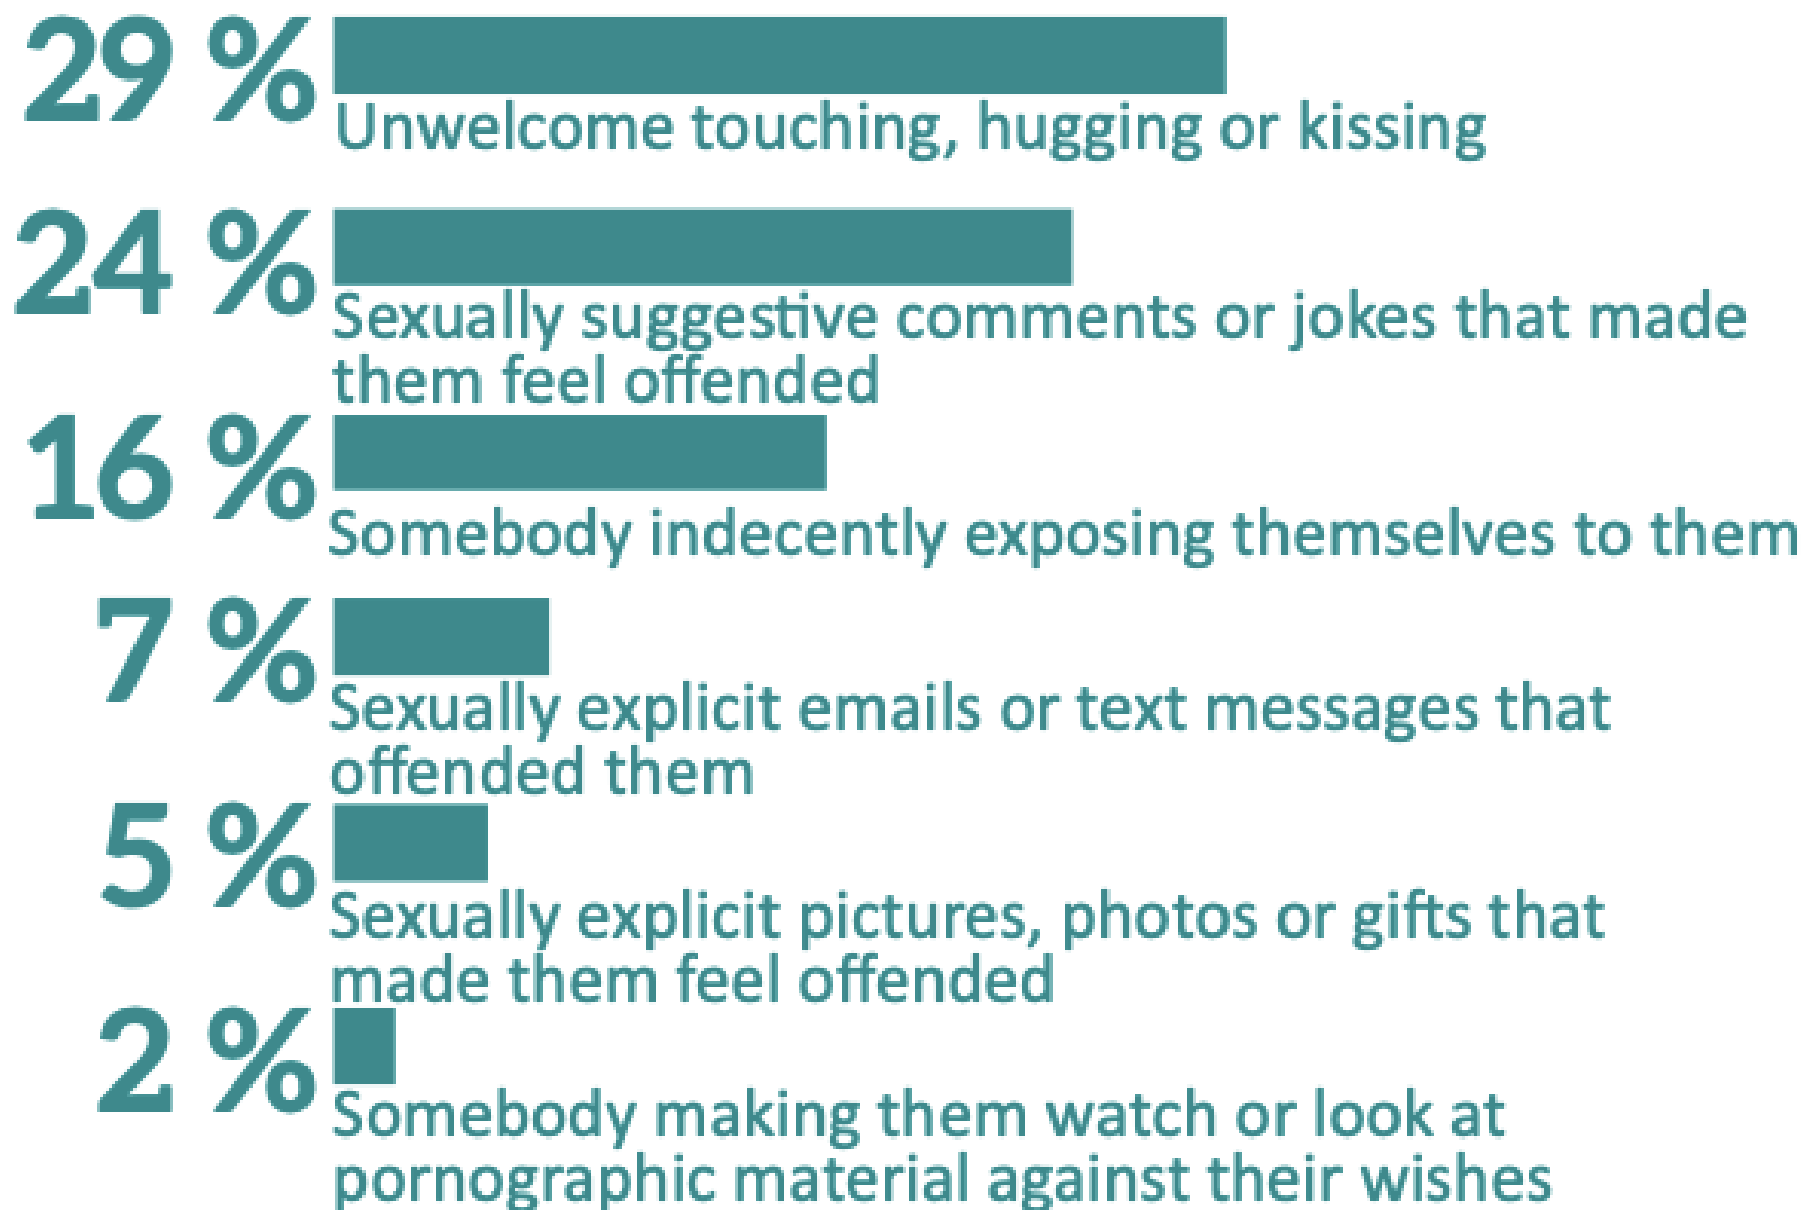 29 %
Unwelcome touching, hugging or kissing
24 %
Sexually suggestive comments or jokes that made
them feel offended
16 %
Somebody indecently exposing themselves to them
7 %
Sexually explicit emails or text messages that
offended them
5 %
Sexually explicit pictures, photos or gifts that
made them feel offended
2 %
Somebody making them watch or look at
pornographic material against their wishes